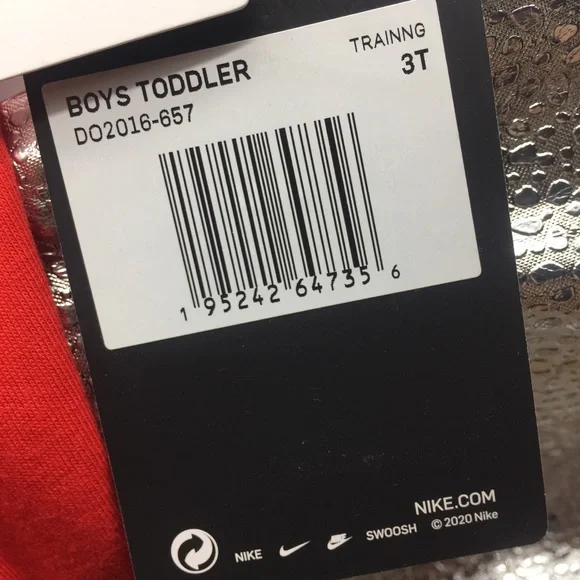 BOYS TODDLER
TRAINNG
DO2016-657
3T
1 95242 64735 6
NIKE.COM
NIKE SWOOSH © 2020 Nike